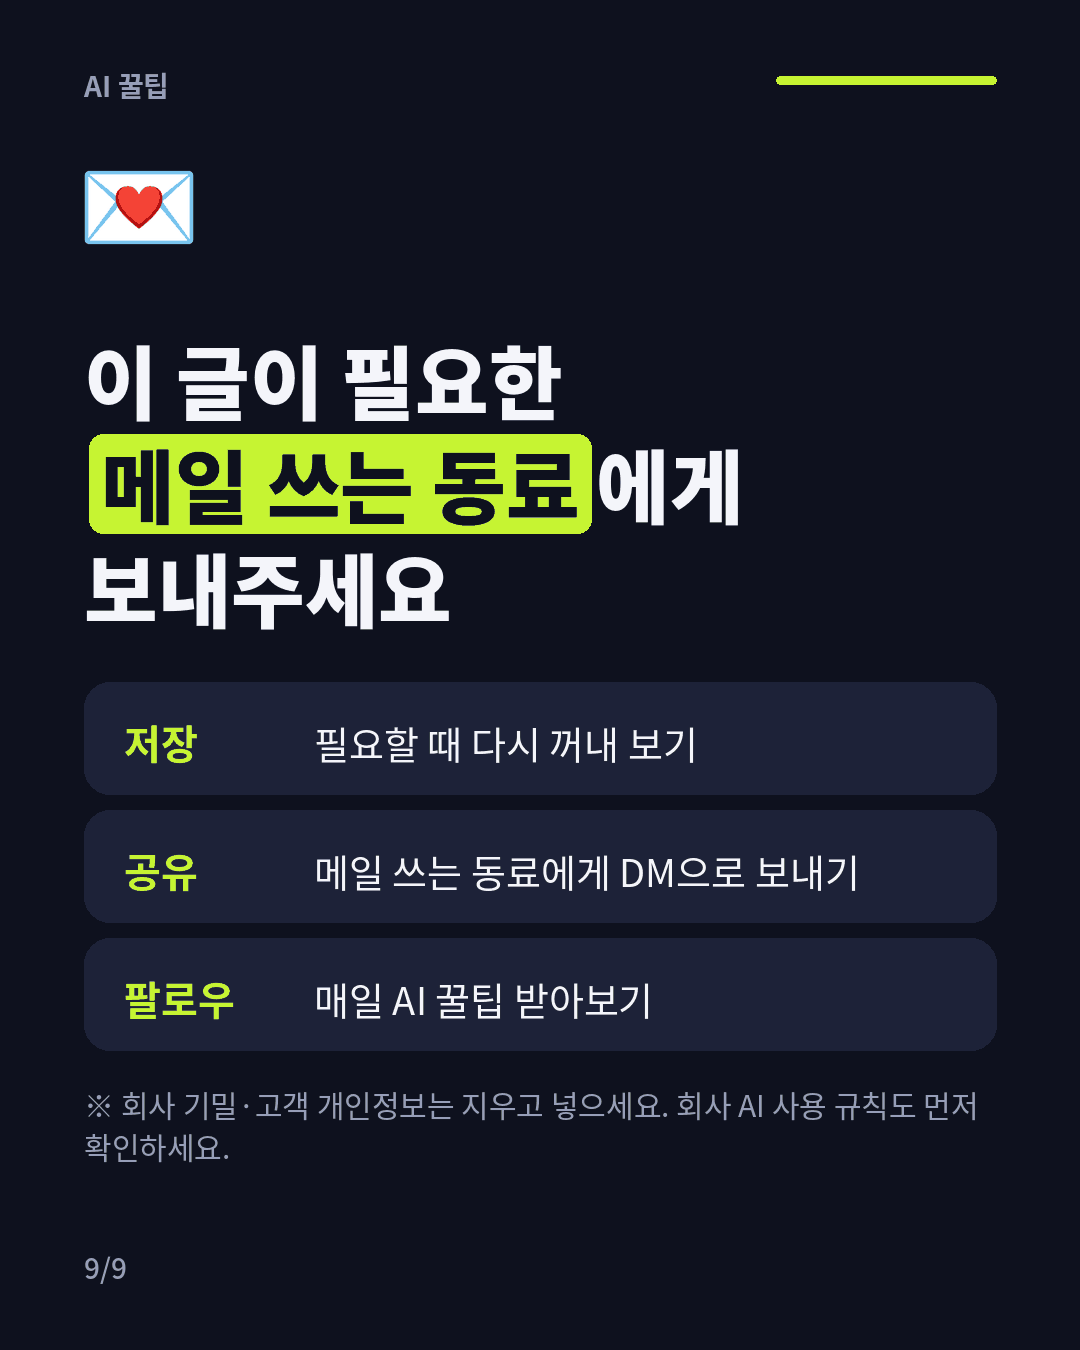 AI 꿀팁
이 글이 필요한
메일 쓰는 동료에게
보내주세요
저장 필요할 때 다시 꺼내 보기
공유 메일 쓰는 동료에게 DM으로 보내기
팔로우 매일 AI 꿀팁 받아보기
※ 회사 기밀·고객 개인정보는 지우고 넣으세요. 회사 AI 사용 규칙도 먼저
확인하세요.
9/9